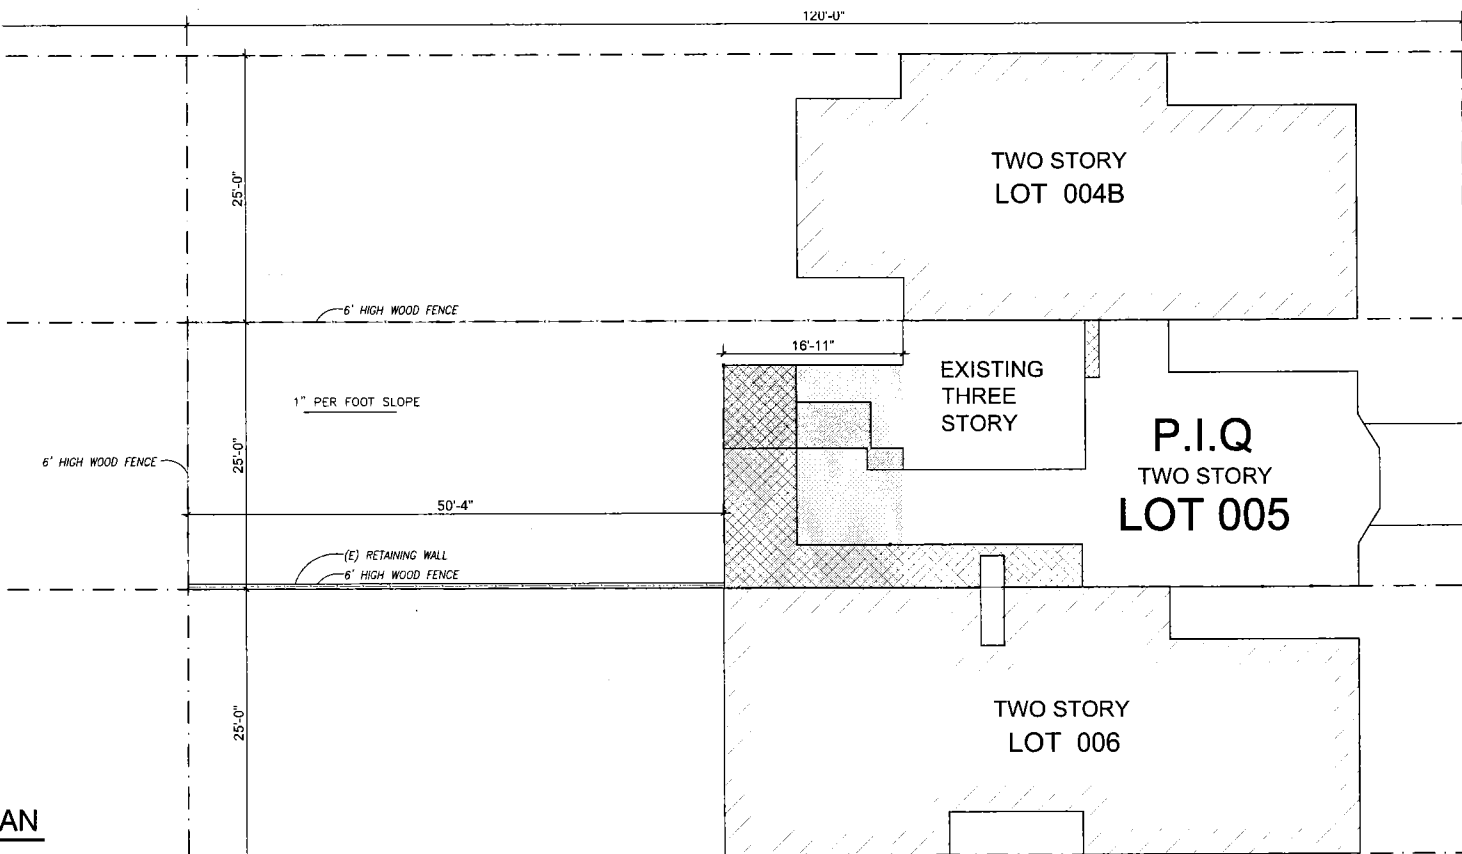 120'-0"
25'-0"
TWO STORY
LOT 004B
6' HIGH WOOD FENCE
16'-11"
EXISTING
THREE
STORY
1" PER FOOT SLOPE
P.I.Q
TWO STORY
LOT 005
25'-0"
6' HIGH WOOD FENCE
50'-4"
(E) RETAINING WALL
6' HIGH WOOD FENCE
25'-0"
TWO STORY
LOT 006
AN